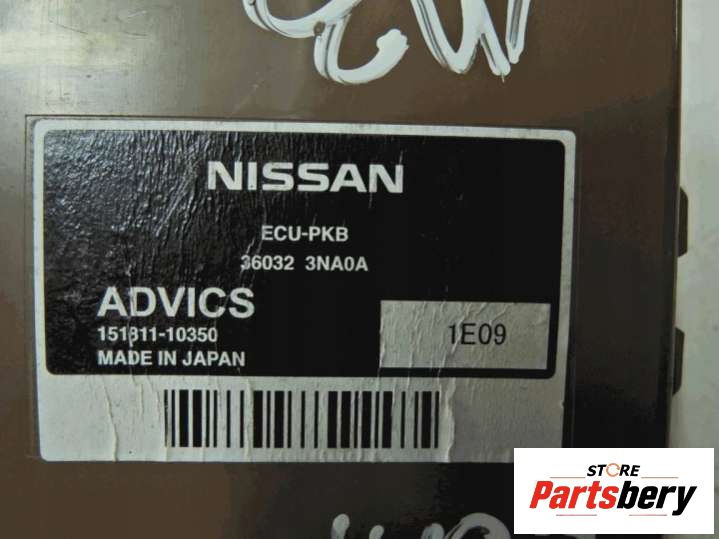 NISSAN
ECU-PKB
36032 3NA0A
ADVICS
151811-10350
MADE IN JAPAN
1E09
STORE
Partsbery